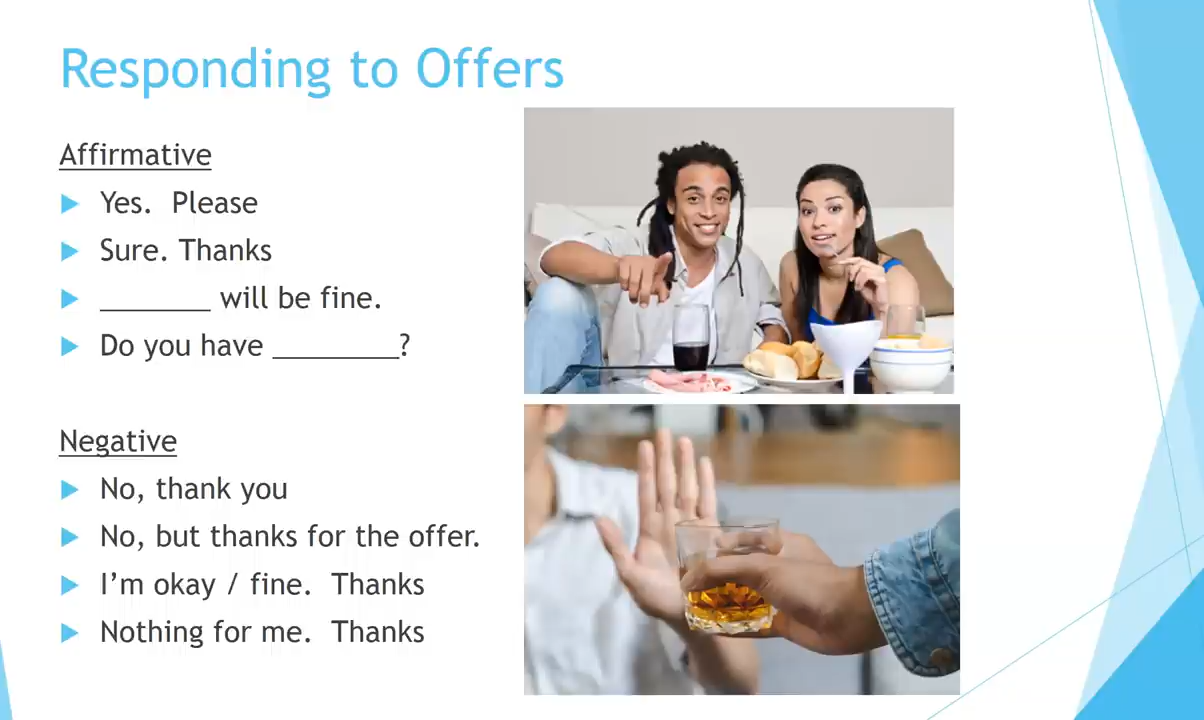 Responding to Offers
Affirmative
Yes. Please
Sure. Thanks
________ will be fine.
Do you have _________?
Negative
No, thank you
No, but thanks for the offer.
I'm okay / fine. Thanks
Nothing for me. Thanks